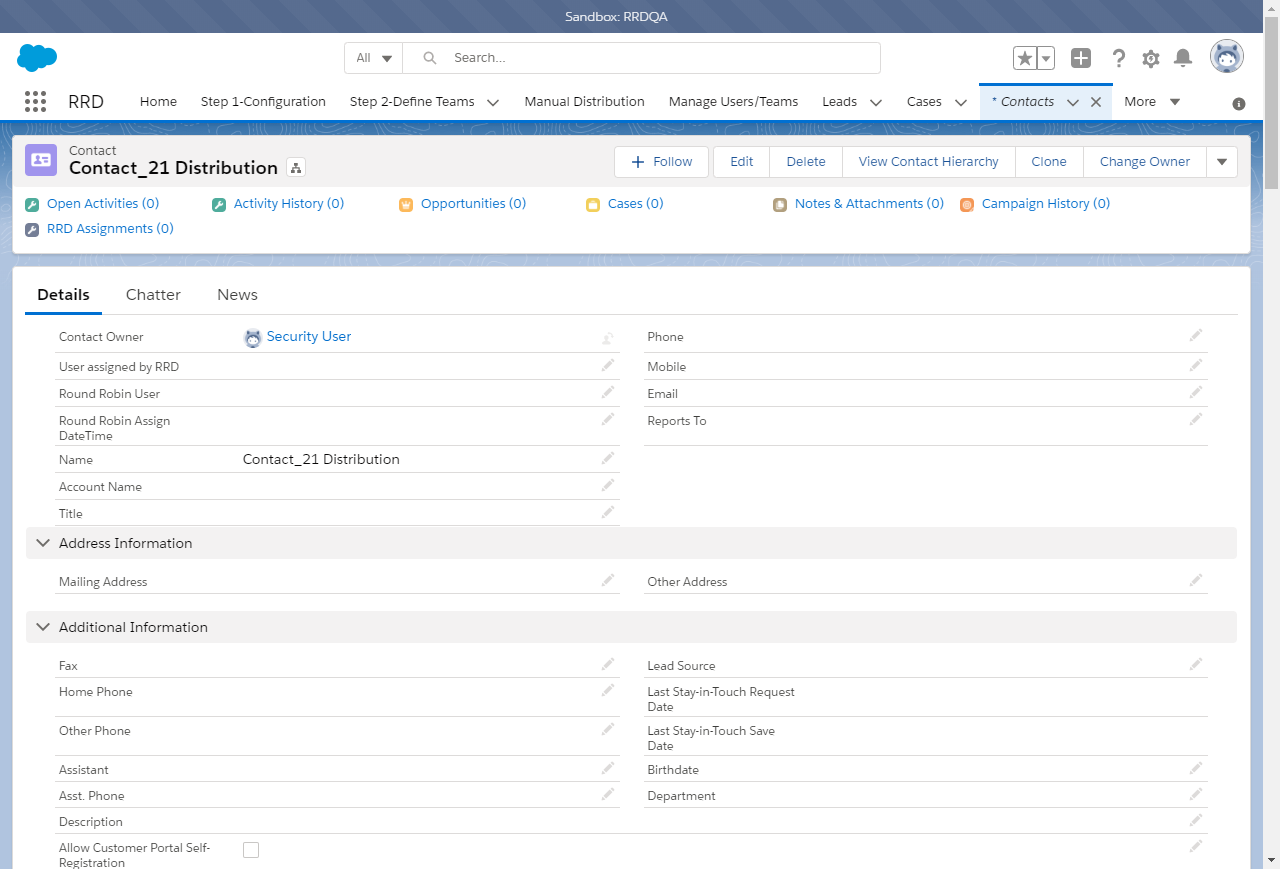 Sandbox: RRDQA
All
Search...
RRD
Home
Step 1-Configuration
Step 2-Define Teams
Manual Distribution
Manage Users/Teams
Leads
Cases
* Contacts
More
Contact
Contact_21 Distribution
Follow
Edit
Delete
View Contact Hierarchy
Clone
Change Owner
Open Activities (0)
Activity History (0)
Opportunities (0)
Cases (0)
Notes & Attachments (0)
Campaign History (0)
RRD Assignments (0)
Details
Chatter
News
Contact Owner
Security User
Phone
User assigned by RRD
Mobile
Round Robin User
Email
Round Robin Assign
DateTime
Reports To
Name
Contact_21 Distribution
Account Name
Title
Address Information
Mailing Address
Other Address
Additional Information
Fax
Lead Source
Home Phone
Last Stay-in-Touch Request
Date
Other Phone
Last Stay-in-Touch Save
Date
Assistant
Birthdate
Asst. Phone
Department
Description
Allow Customer Portal Self-
Registration